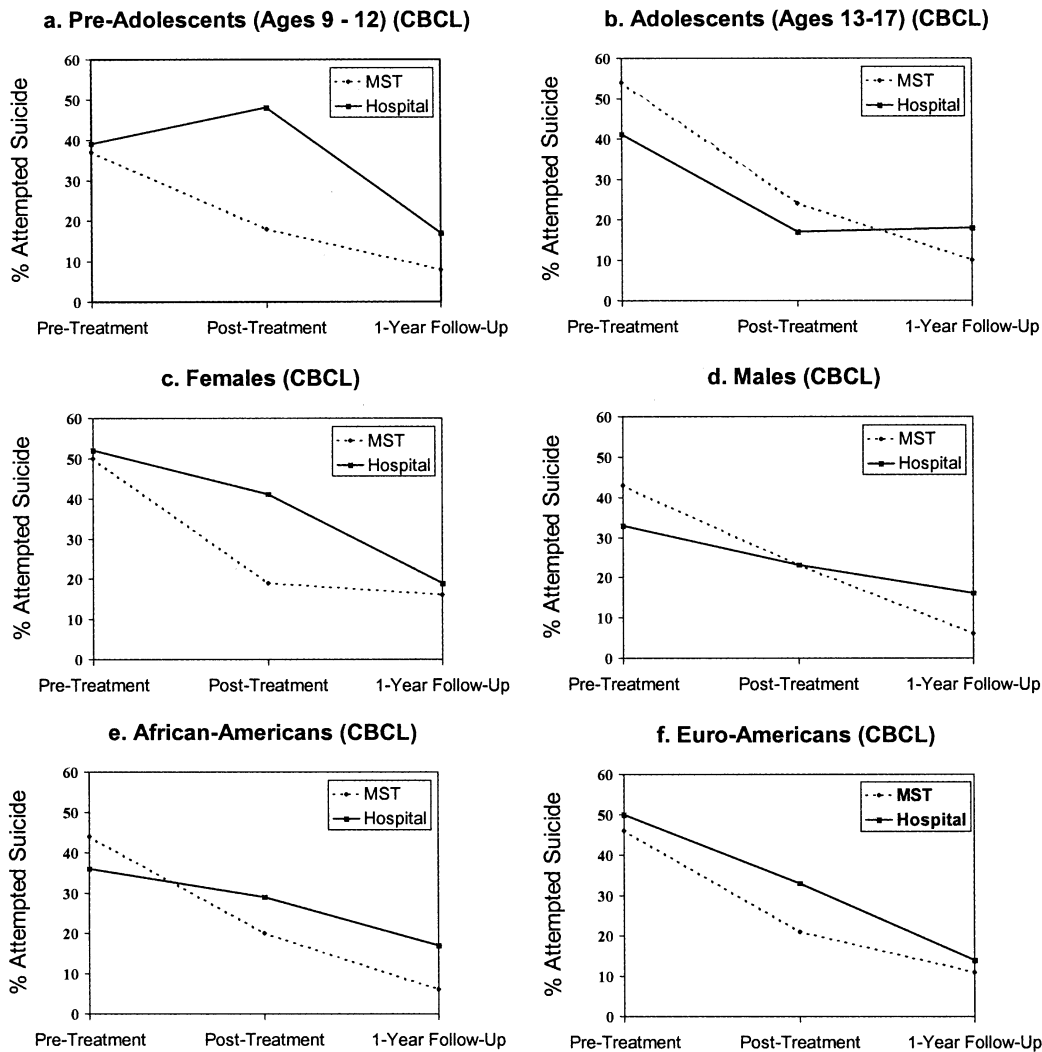 a. Pre-Adolescents (Ages 9 - 12) (CBCL)
% Attempted Suicide
60
50
40
30
20
10
0
MST
Hospital
Pre-Treatment Post-Treatment 1-Year Follow-Up
b. Adolescents (Ages 13-17) (CBCL)
% Attempted Suicide
60
50
40
30
20
10
0
MST
Hospital
Pre-Treatment Post-Treatment 1-Year Follow-Up
c. Females (CBCL)
% Attempted Suicide
60
50
40
30
20
10
0
MST
Hospital
Pre-Treatment Post-Treatment 1-Year Follow-Up
d. Males (CBCL)
% Attempted Suicide
60
50
40
30
20
10
0
MST
Hospital
Pre-Treatment Post-Treatment 1-Year Follow-Up
e. African-Americans (CBCL)
% Attempted Suicide
60
50
40
30
20
10
0
MST
Hospital
Pre-Treatment Post-Treatment 1-Year Follow-Up
f. Euro-Americans (CBCL)
% Attempted Suicide
60
50
40
30
20
10
0
MST
Hospital
Pre-Treatment Post-Treatment 1-Year Follow-Up